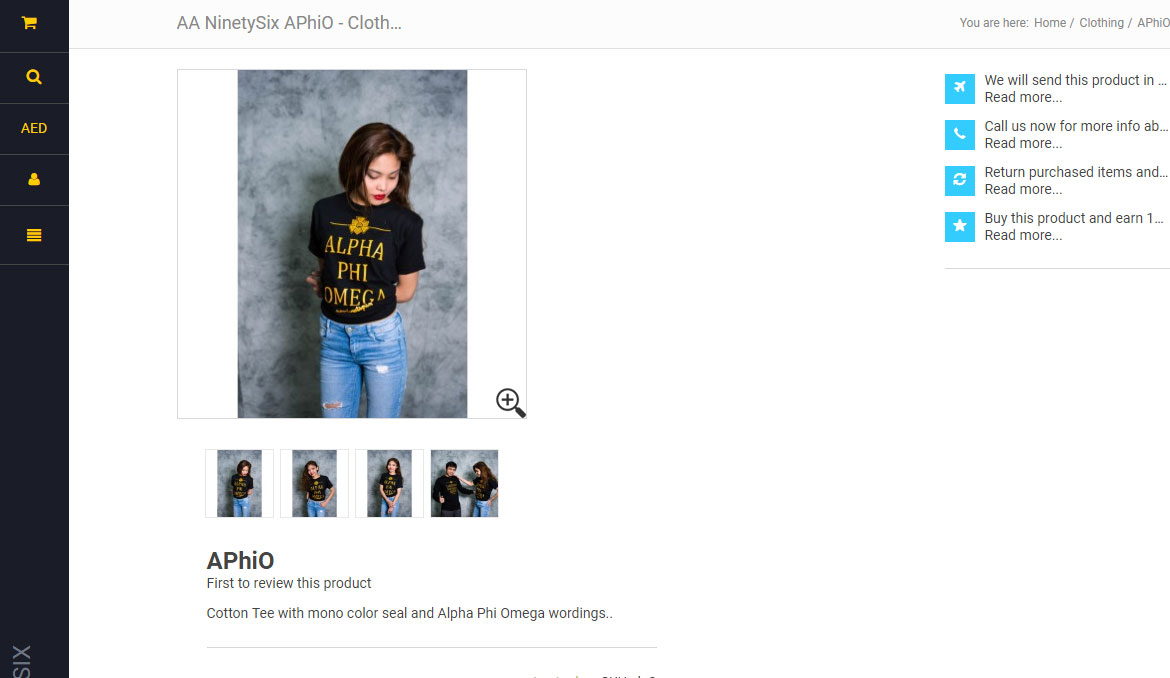 AA NinetySix APhiO - Cloth...
You are here: Home / Clothing / APhiO
AED
We will send this product in ...
Read more...
Call us now for more info ab...
Read more...
Return purchased items and...
Read more...
Buy this product and earn 1...
Read more...
ALPHA
PHI
OMEGA
APhiO
First to review this product
Cotton Tee with mono color seal and Alpha Phi Omega wordings..
SIX